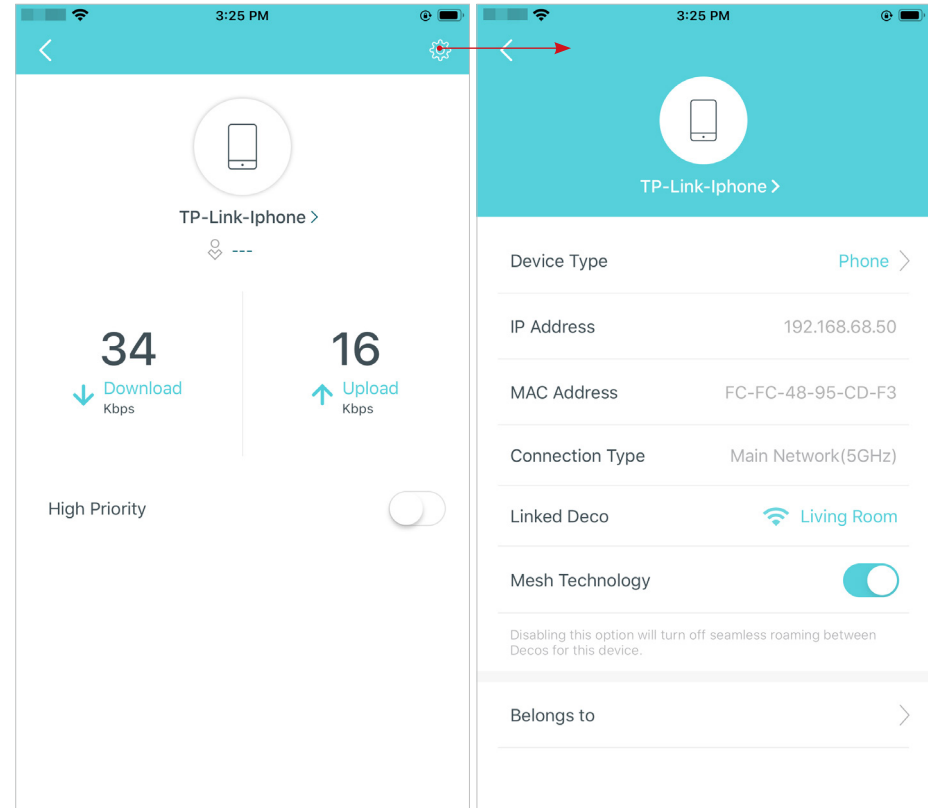 3:25 PM
TP-Link-Iphone >
---
34
Download
Kbps
16
Upload
Kbps
High Priority
3:25 PM
TP-Link-Iphone >
Device Type Phone >
IP Address 192.168.68.50
MAC Address FC-FC-48-95-CD-F3
Connection Type Main Network(5GHz)
Linked Deco Living Room
Mesh Technology
Disabling this option will turn off seamless roaming between
Decos for this device.
Belongs to >